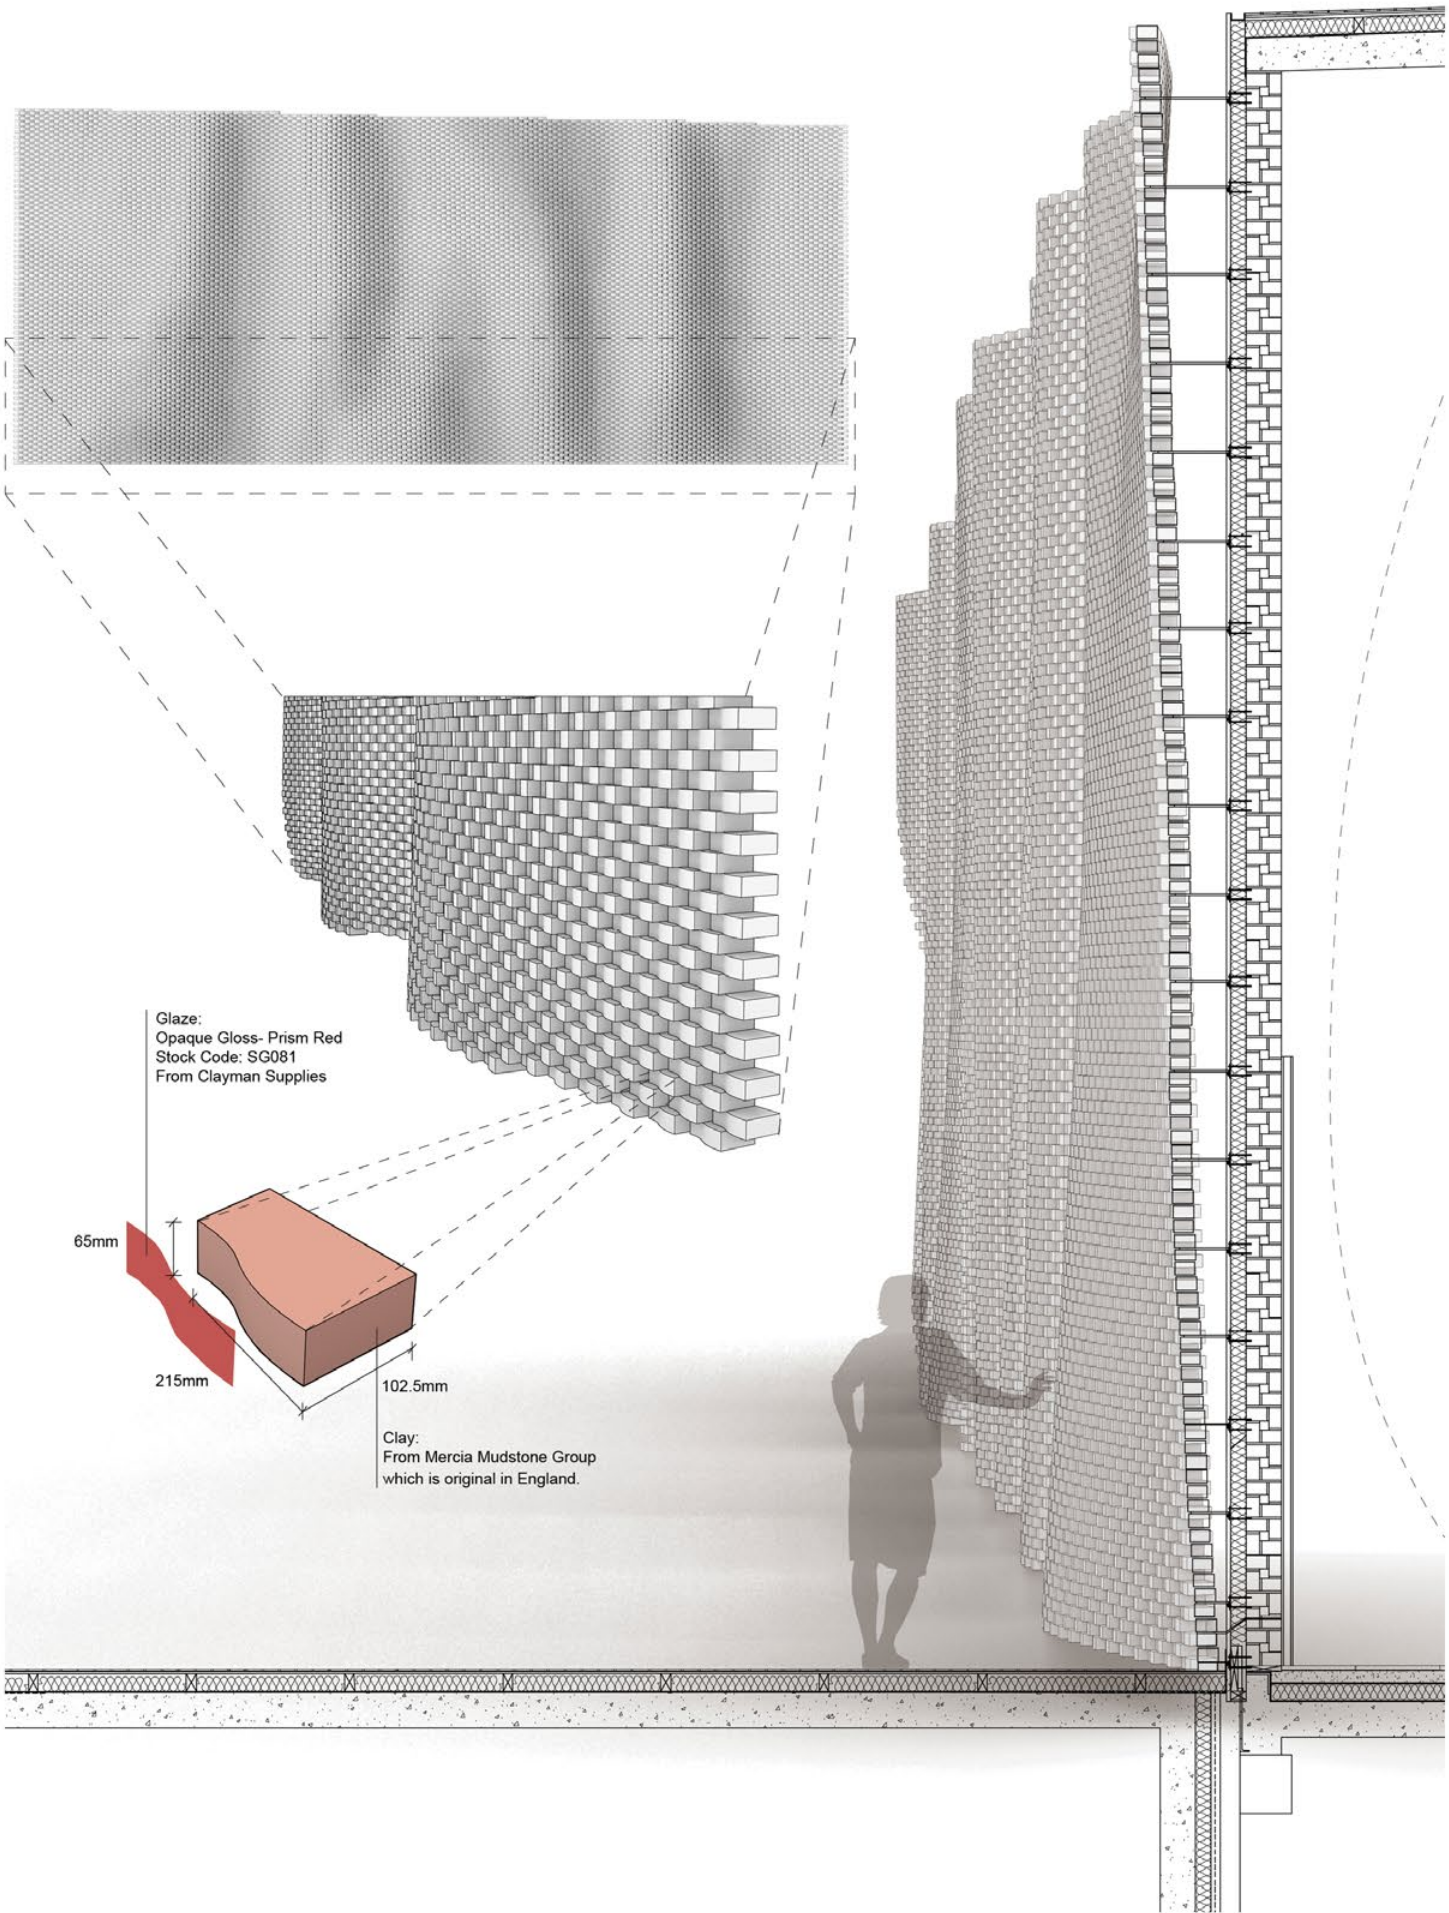 Glaze:
Opaque Gloss- Prism Red
Stock Code: SG081
From Clayman Supplies
65mm
215mm
102.5mm
Clay:
From Mercia Mudstone Group
which is original in England.